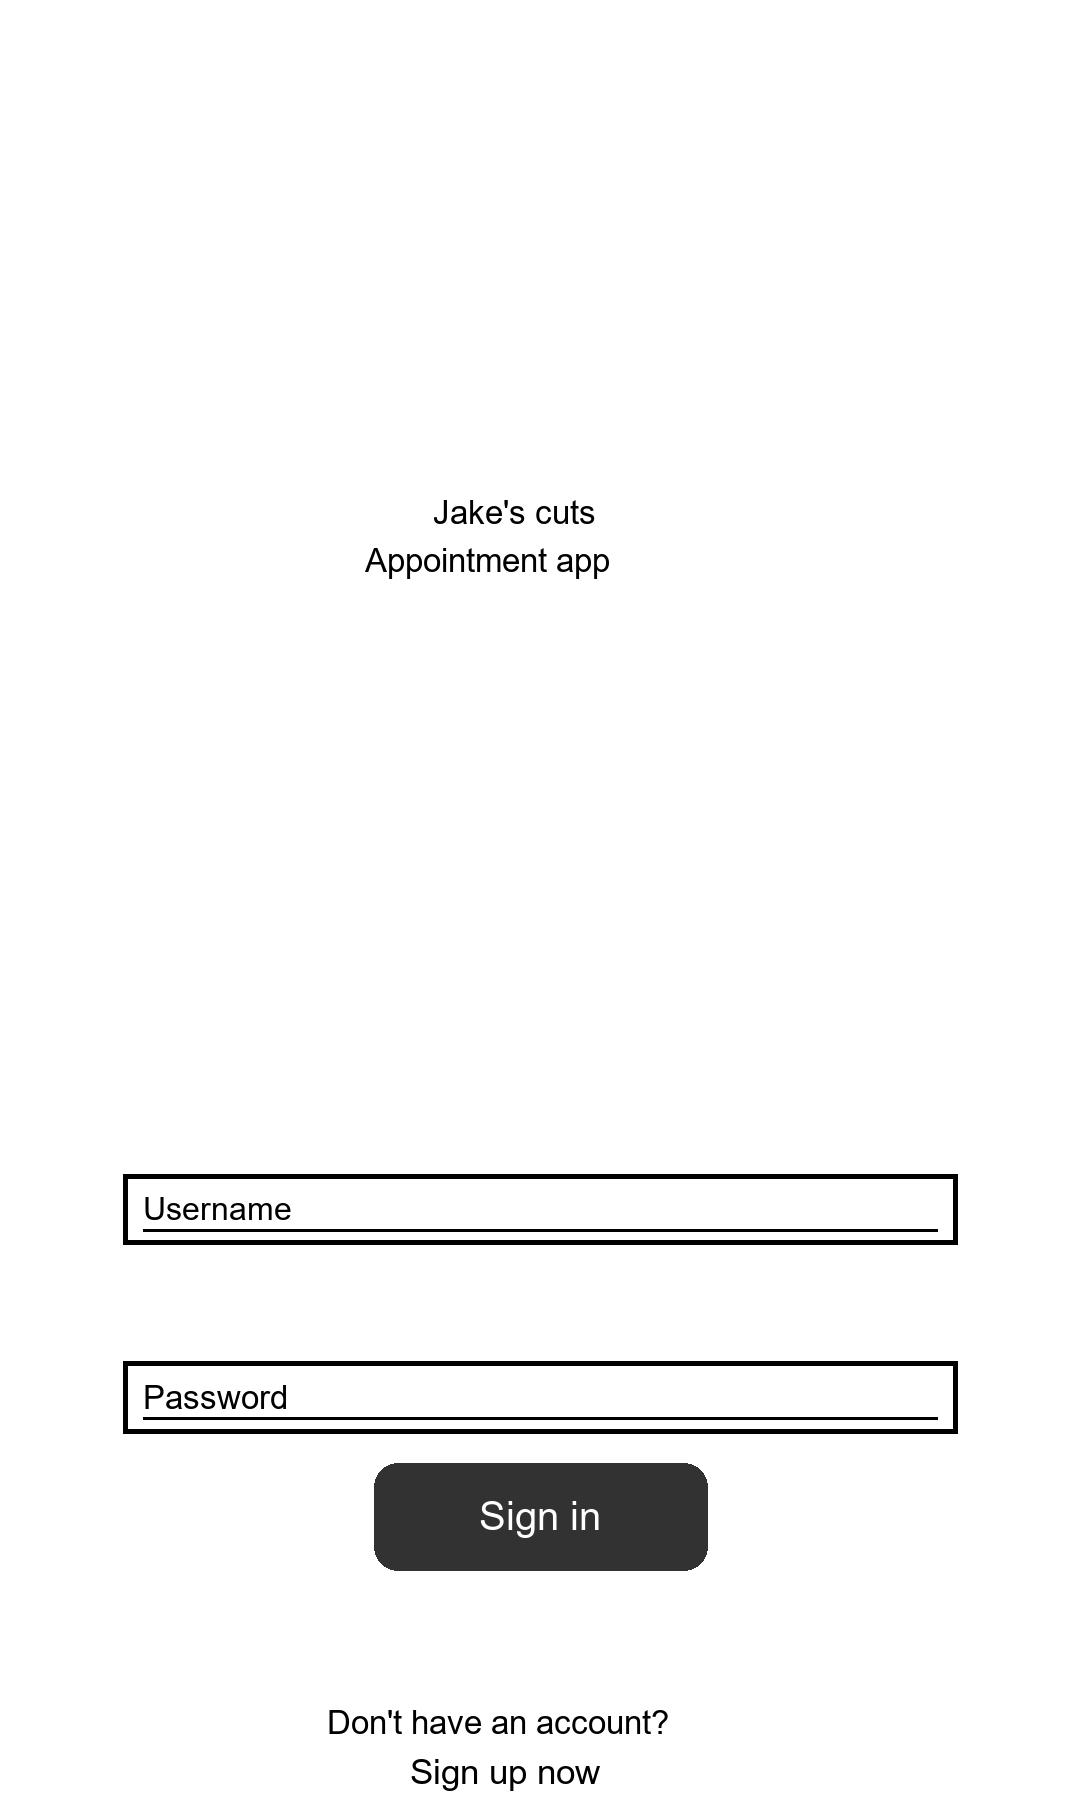 Jake's cuts
Appointment app
Username
Password
Sign in
Don't have an account?
Sign up now